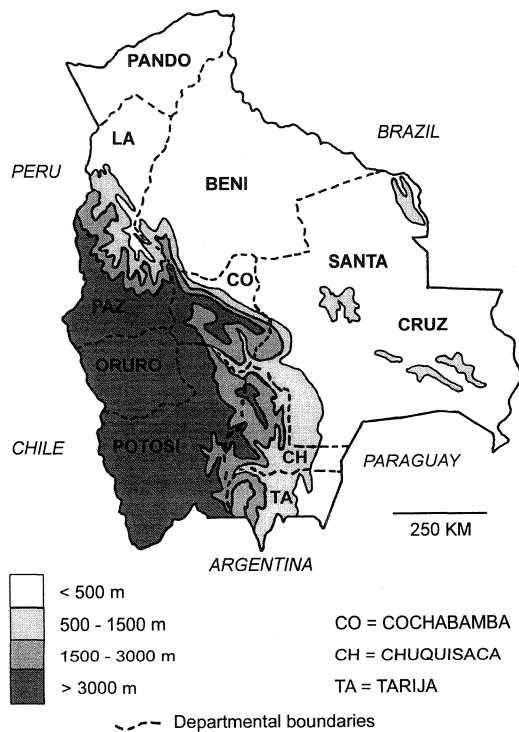 PANDO
LA
BRAZIL
PERU
BENI
SANTA
CO
PAZ
CRUZ
ORURO
CHILE
POTOSI
CH
PARAGUAY
TA
250 KM
ARGENTINA
< 500 m
500 - 1500 m
1500 - 3000 m
> 3000 m
CO = COCHABAMBA
CH = CHUQUISACA
TA = TARIJA
Departmental boundaries